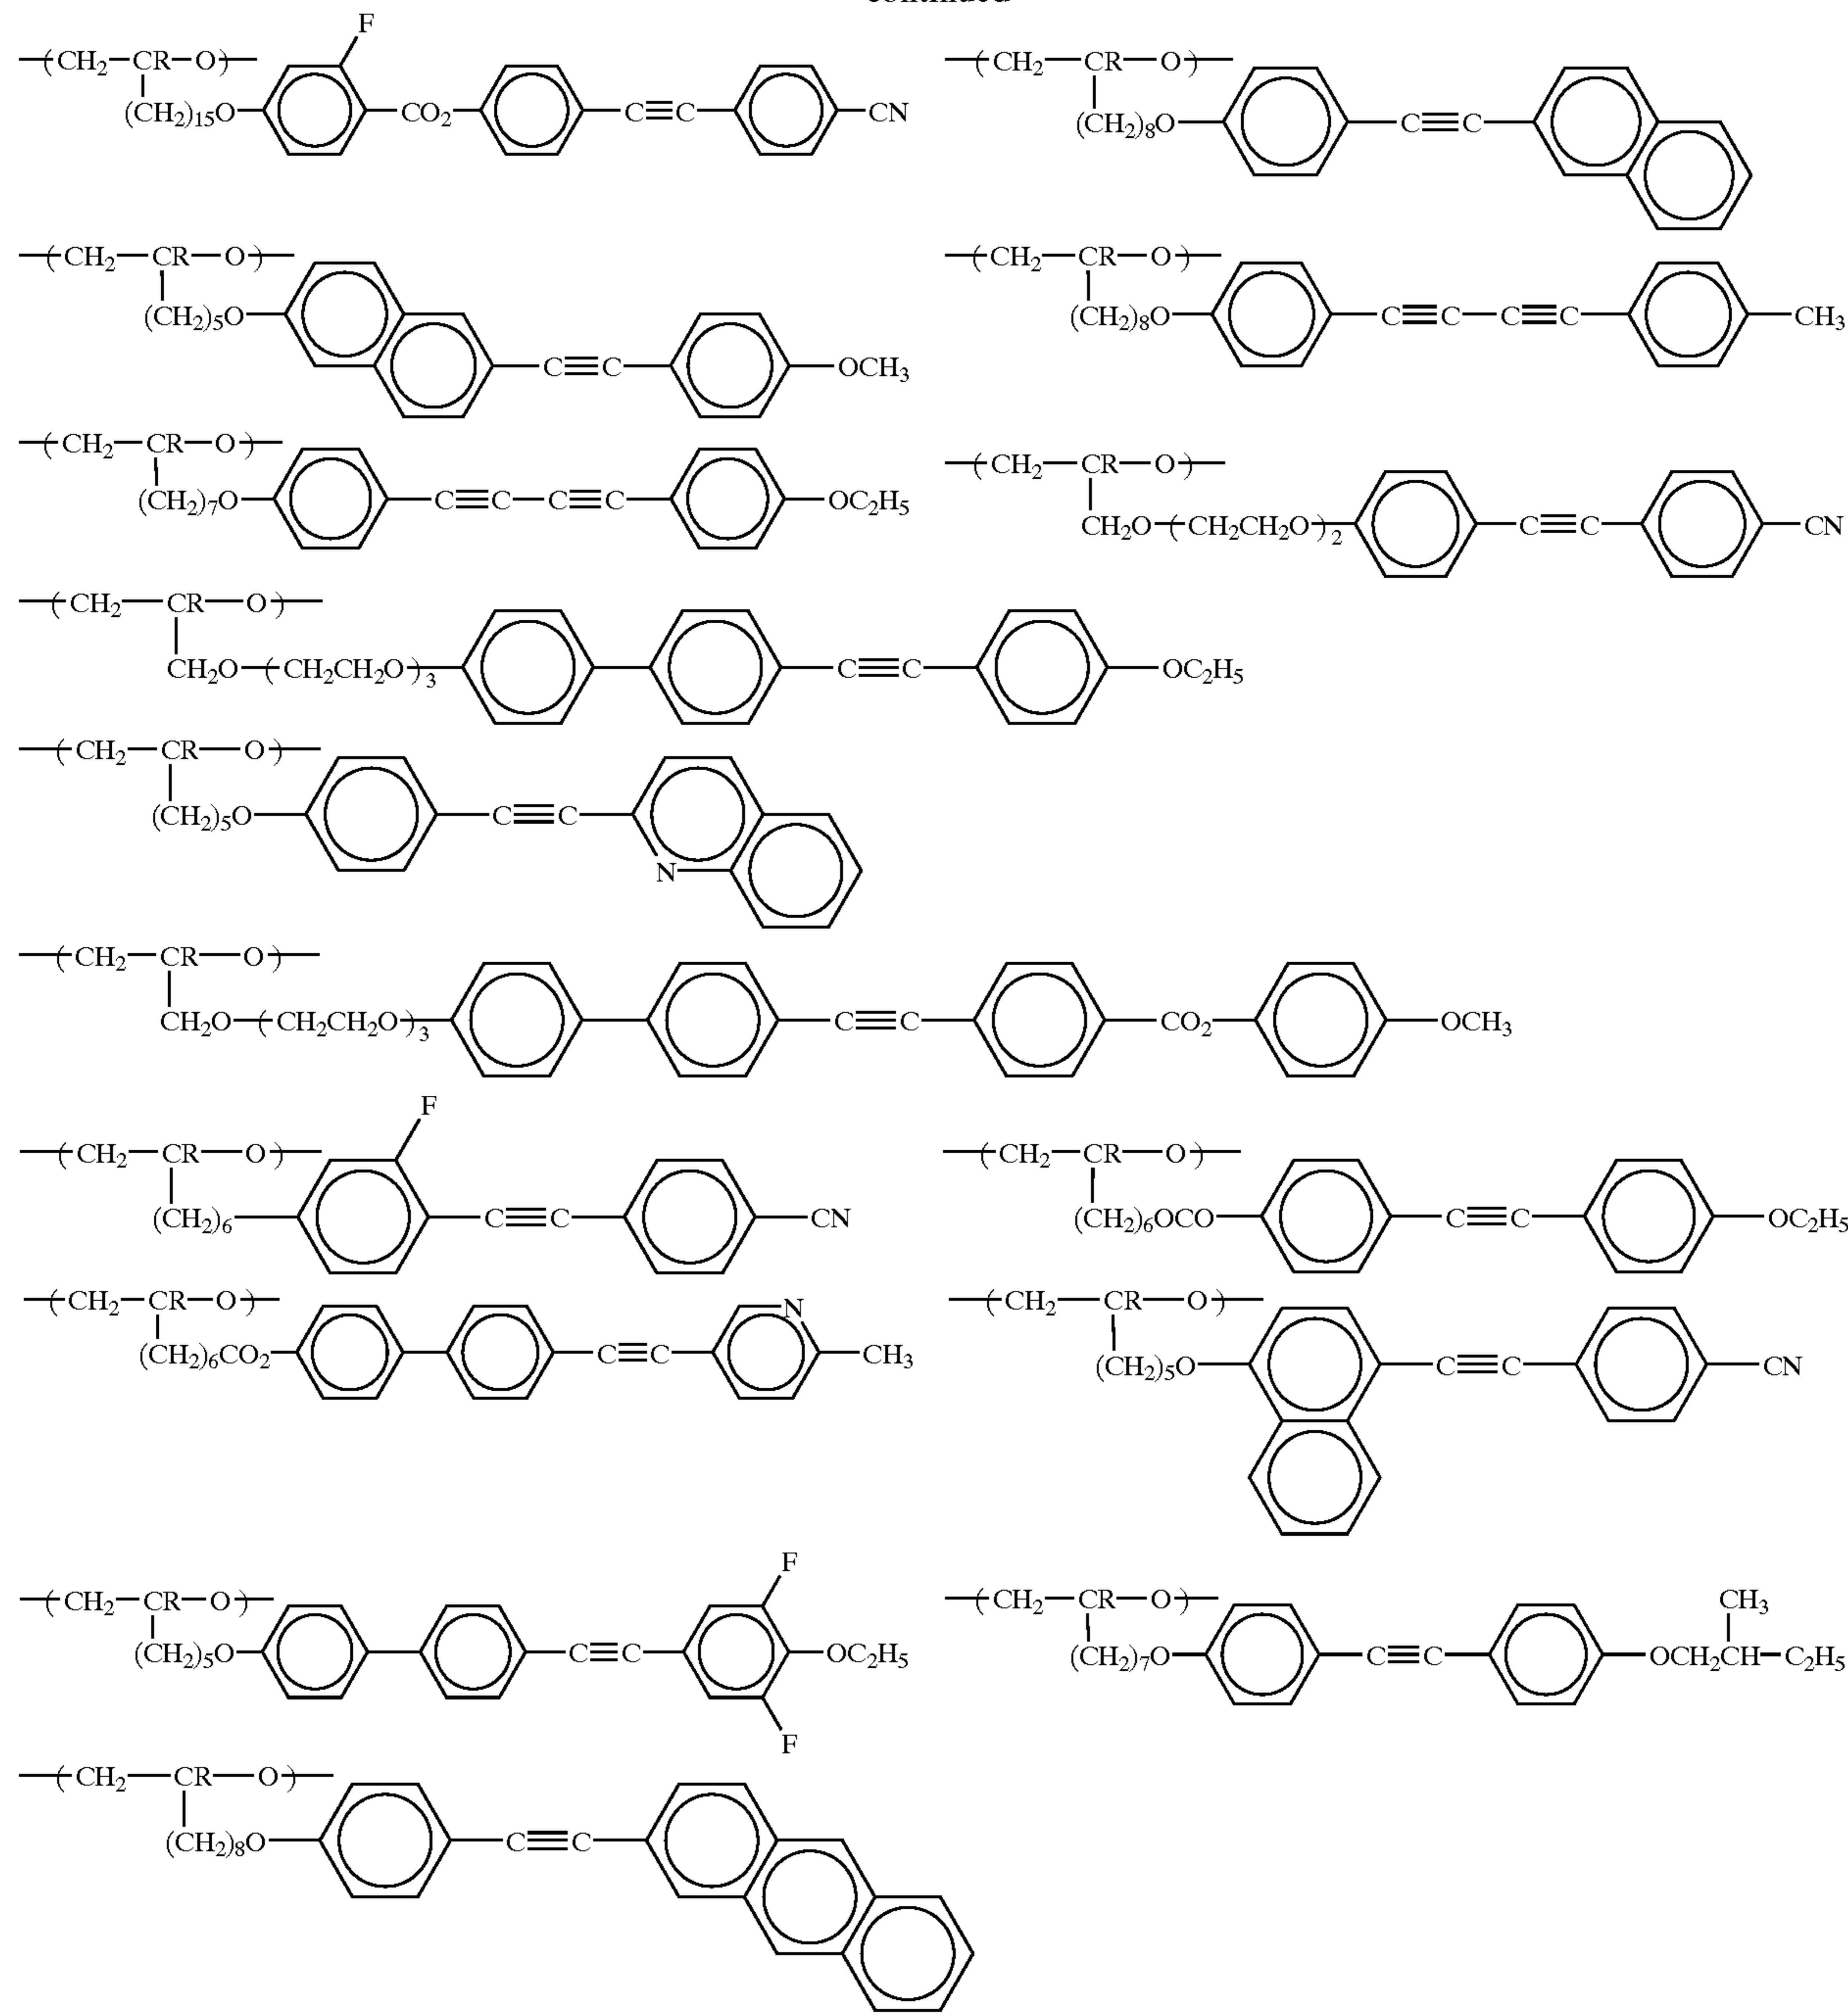 continued
F
(CH2 CR O) (CH2)15O CO2 C≡C CN
(CH2 CR O) (CH2)8O C≡C
(CH2 CR O) (CH2)5O C≡C OCH3
(CH2 CR O) (CH2)8O C≡C C≡C CH3
(CH2 CR O) (CH2)7O C≡C C≡C OC2H5
(CH2 CR O) CH2O (CH2CH2O)2 C≡C CN
(CH2 CR O) CH2O (CH2CH2O)3 C≡C OC2H5
(CH2 CR O) (CH2)5O C≡C N
(CH2 CR O) CH2O (CH2CH2O)3 C≡C CO2 OCH3
F
(CH2 CR O) (CH2)6 C≡C CN
(CH2 CR O) (CH2)6OCO C≡C OC2H5
(CH2 CR O) (CH2)6CO2 C≡C N CH3
(CH2 CR O) (CH2)5O C≡C CN
F
(CH2 CR O) (CH2)5O C≡C OC2H5
F
(CH2 CR O) (CH2)7O C≡C CH3 OCH2CH C2H5
(CH2 CR O) (CH2)8O C≡C